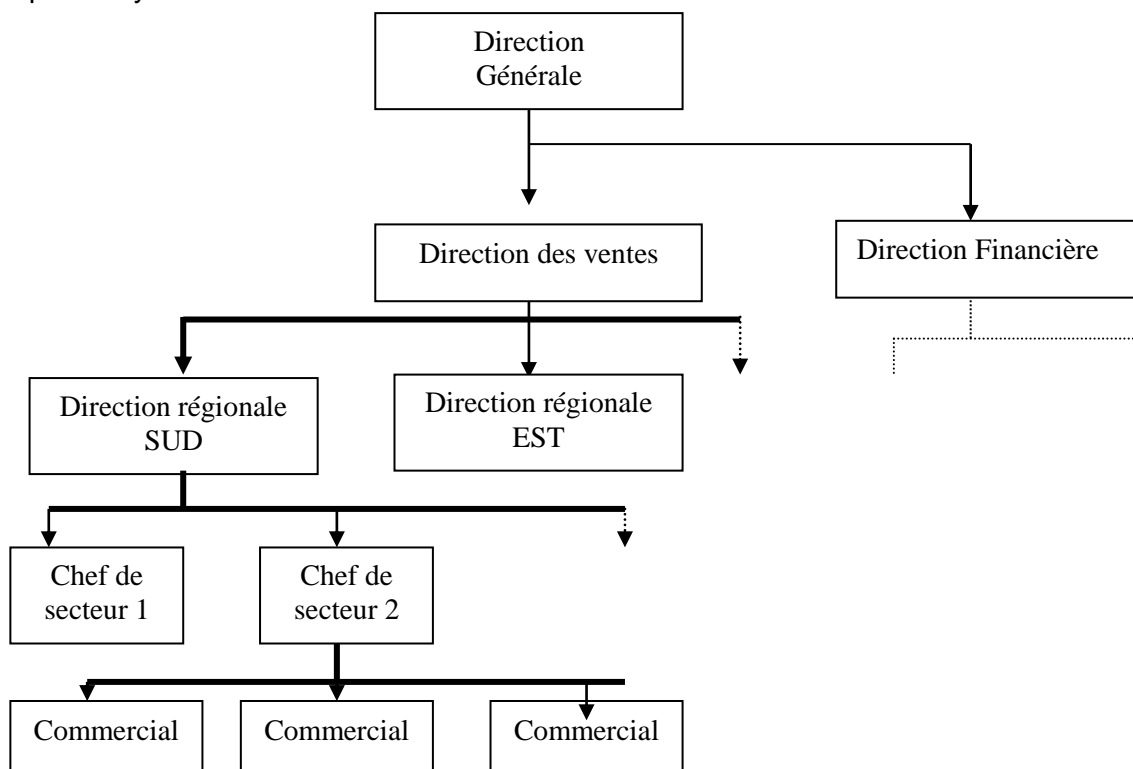 Direction
Générale
Direction des ventes
Direction Financière
Direction régionale
SUD
Direction régionale
EST
Chef de
secteur 1
Chef de
secteur 2
Commercial
Commercial
Commercial